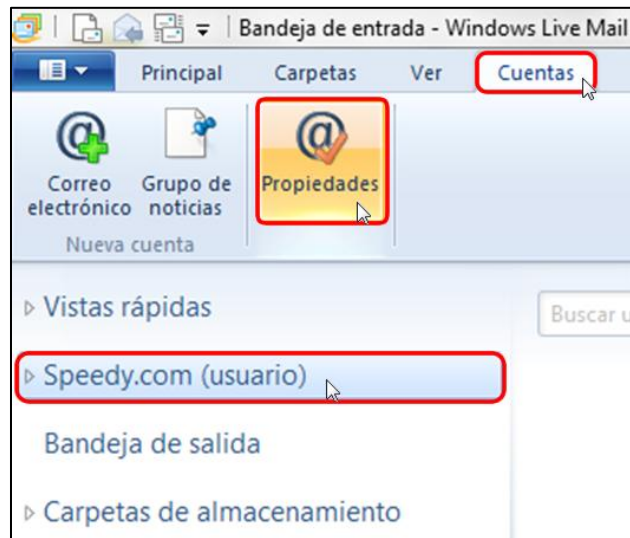 Bandeja de entrada - Windows Live Mail
Principal Carpetas Ver Cuentas
Correo electrónico
Grupo de noticias
Propiedades
Nueva cuenta
Vistas rápidas
Buscar u
Speedy.com (usuario)
Bandeja de salida
Carpetas de almacenamiento